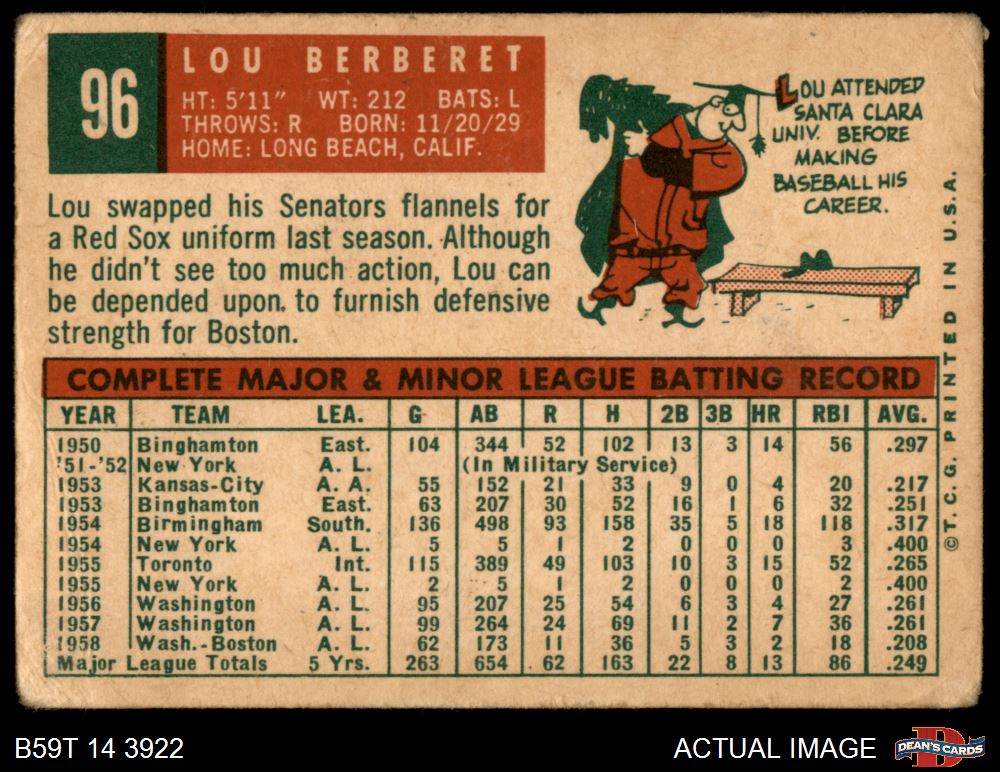 96
LOU BERBERET
HT: 5'11" WT: 212 BATS: L
THROWS: R BORN: 11/20/29
HOME: LONG BEACH, CALIF.
Lou swapped his Senators flannels for
a Red Sox uniform last season. Although
he didn't see too much action, Lou can
be depended upon to furnish defensive
strength for Boston.
LOU ATTENDED
SANTA CLARA
UNIV. BEFORE
MAKING
BASEBALL HIS
CAREER.
©T.C.G. PRINTED IN U.S.A.
COMPLETE MAJOR & MINOR LEAGUE BATTING RECORD
YEAR TEAM LEA. G AB R H 2B 3B HR RBI AVG.
1950 Binghamton East. 104 344 52 102 13 3 14 56 .297
'51-'52 New York A. L. (In Military Service)
1953 Kansas-City A. A. 55 152 21 33 9 0 4 20 .217
1953 Binghamton East. 63 207 30 52 16 1 6 32 .251
1954 Birmingham South. 136 498 93 158 35 5 18 118 .317
1954 New York A. L. 5 5 1 2 0 0 0 3 .400
1955 Toronto Int. 115 389 49 103 10 3 15 52 .265
1955 New York A. L. 2 5 1 2 0 0 0 2 .400
1956 Washington A. L. 95 207 25 54 6 3 4 27 .261
1957 Washington A. L. 99 264 24 69 11 2 7 36 .261
1958 Wash.-Boston A. L. 62 173 11 36 5 3 2 18 .208
Major League Totals 5 Yrs. 263 654 62 163 22 8 13 86 .249
B59T 14 3922
ACTUAL IMAGE
D
DEAN'S CARDS